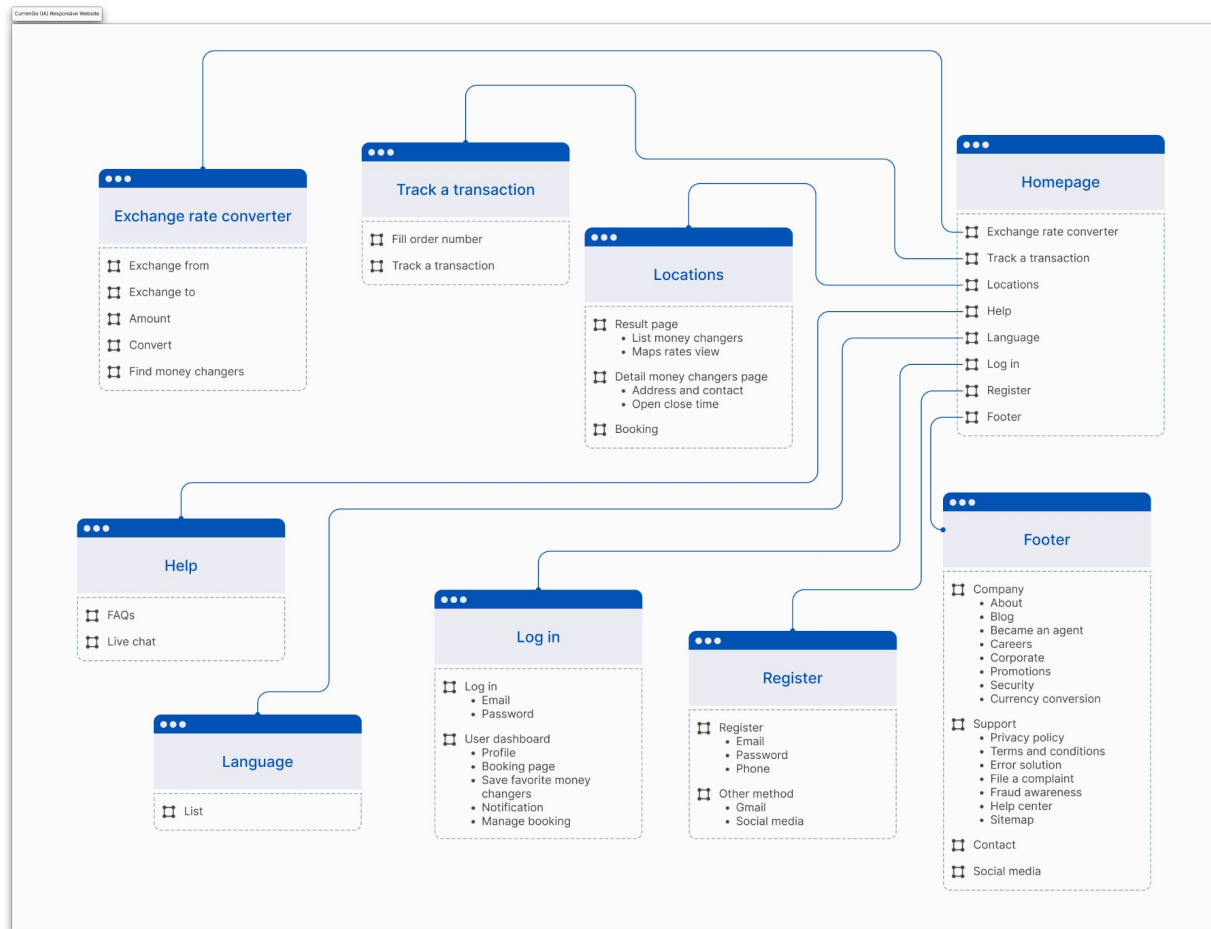 CurrenGo (IA) Responsive Website
Exchange rate converter
Exchange from
Exchange to
Amount
Convert
Find money changers
Track a transaction
Fill order number
Track a transaction
Locations
Result page
List money changers
Maps rates view
Detail money changers page
Address and contact
Open close time
Booking
Homepage
Exchange rate converter
Track a transaction
Locations
Help
Language
Log in
Register
Footer
Help
FAQs
Live chat
Language
List
Log in
Log in
Email
Password
User dashboard
Profile
Booking page
Save favorite money
changers
Notification
Manage booking
Register
Register
Email
Password
Phone
Other method
Gmail
Social media
Footer
Company
About
Blog
Became an agent
Careers
Corporate
Promotions
Security
Currency conversion
Support
Privacy policy
Terms and conditions
Error solution
File a complaint
Fraud awareness
Help center
Sitemap
Contact
Social media